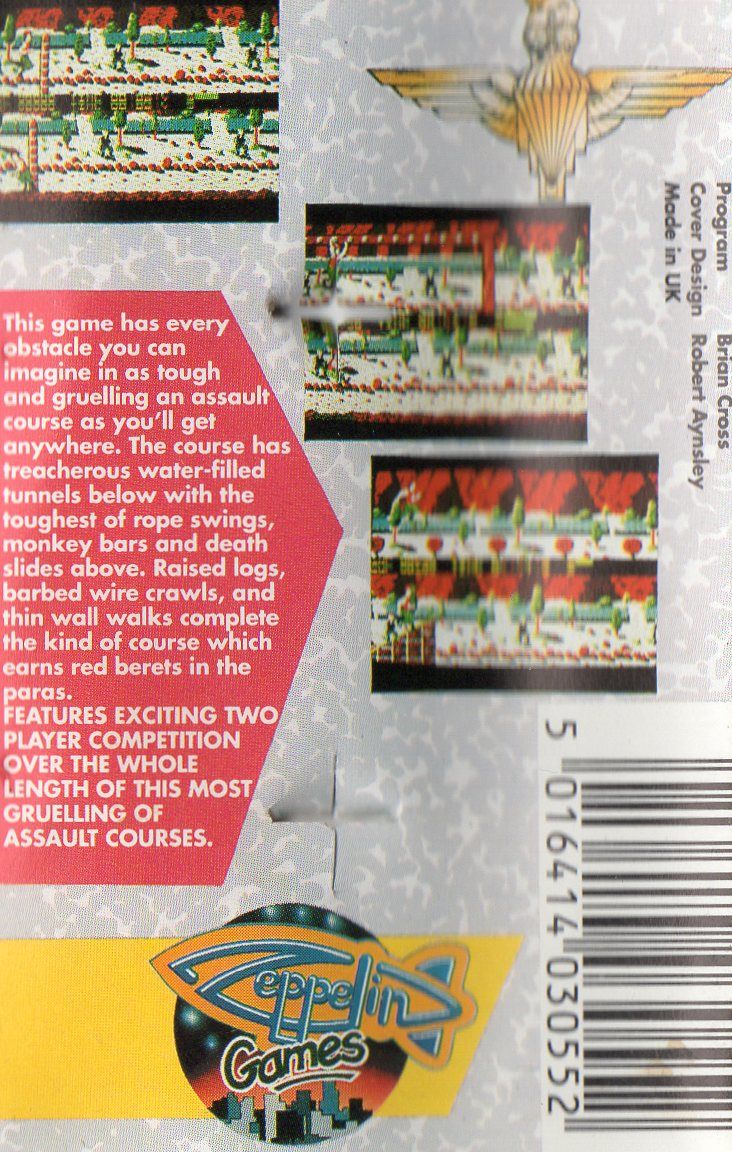 Program Brian Cross
Cover Design Robert Aynsley
Made in UK
This game has every
obstacle you can
imagine in as tough
and gruelling an assault
course as you'll get
anywhere. The course has
treacherous water-filled
tunnels below with the
toughest of rope swings,
monkey bars and death
slides above. Raised logs,
barbed wire crawls, and
thin wall walks complete
the kind of course which
earns red berets in the
paras.
FEATURES EXCITING TWO
PLAYER COMPETITION
OVER THE WHOLE
LENGTH OF THIS MOST
GRUELLING OF
ASSAULT COURSES.
5 016414 030552
Zeppelin
Games